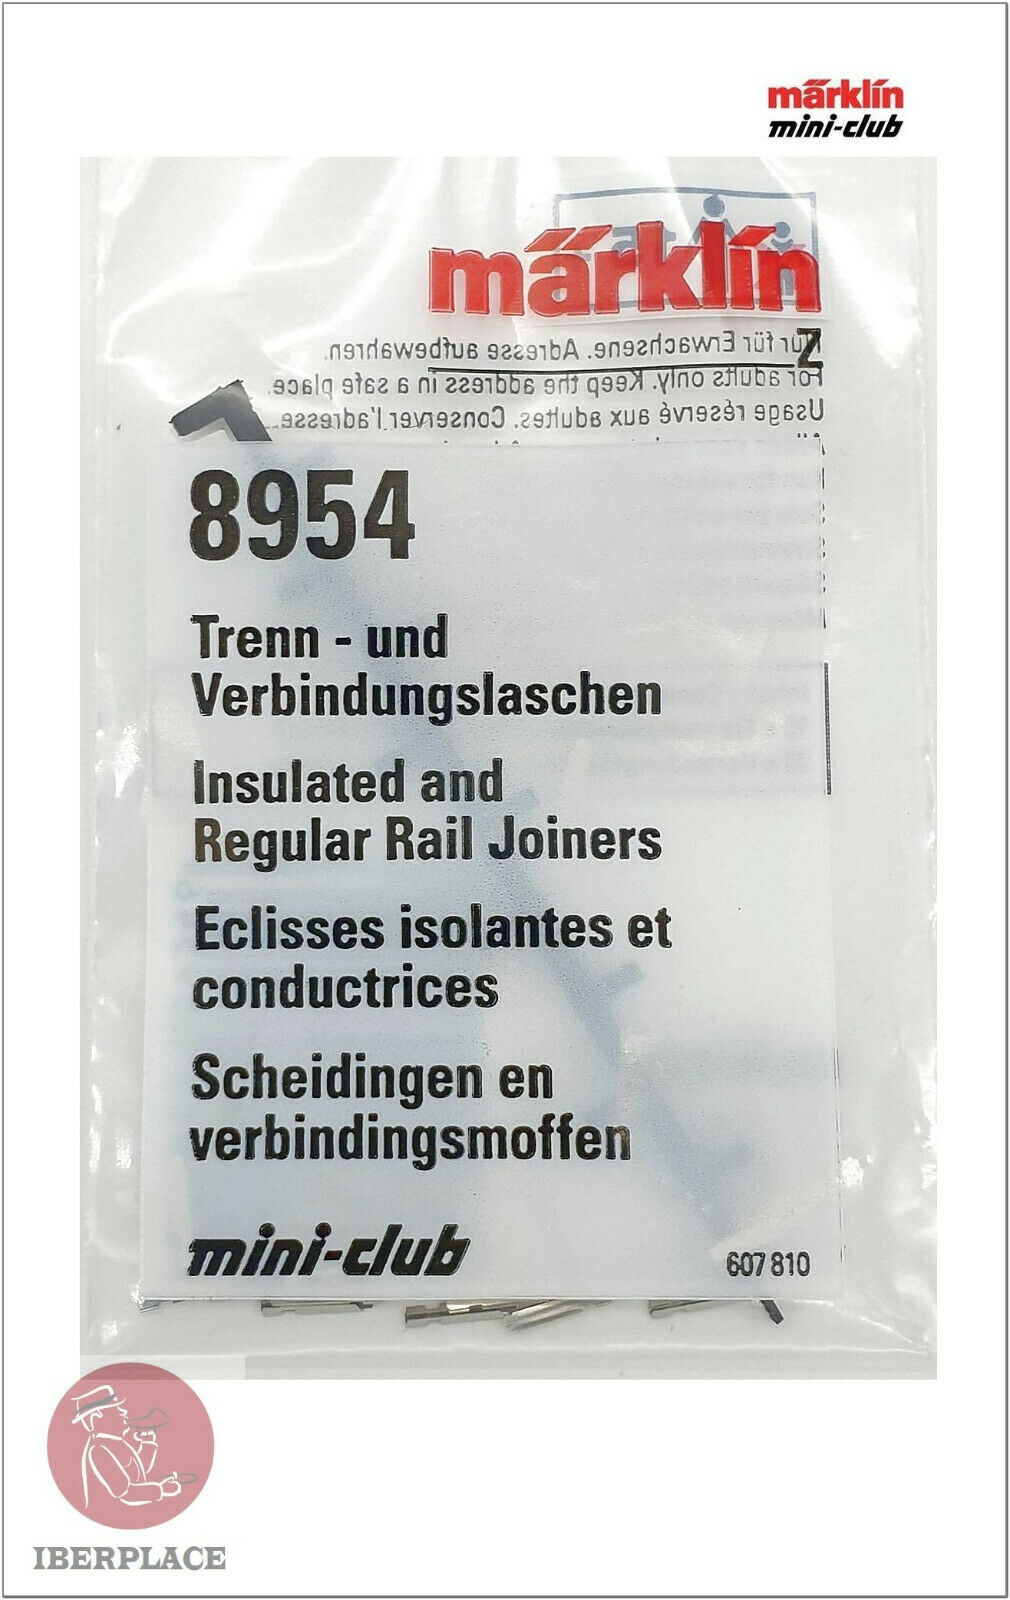 märklín
mini-club
märklín
Z
Nur für Erwachsene. Adresse aufbewahren.
For adults only. Keep the address in a safe place.
Usage réservé aux adultes. Conserver l'adresse.
8954
Trenn - und
Verbindungslaschen
Insulated and
Regular Rail Joiners
Eclisses isolantes et
conductrices
Scheidingen en
verbindingsmoffen
mini-club
607 810
IBERPLACE